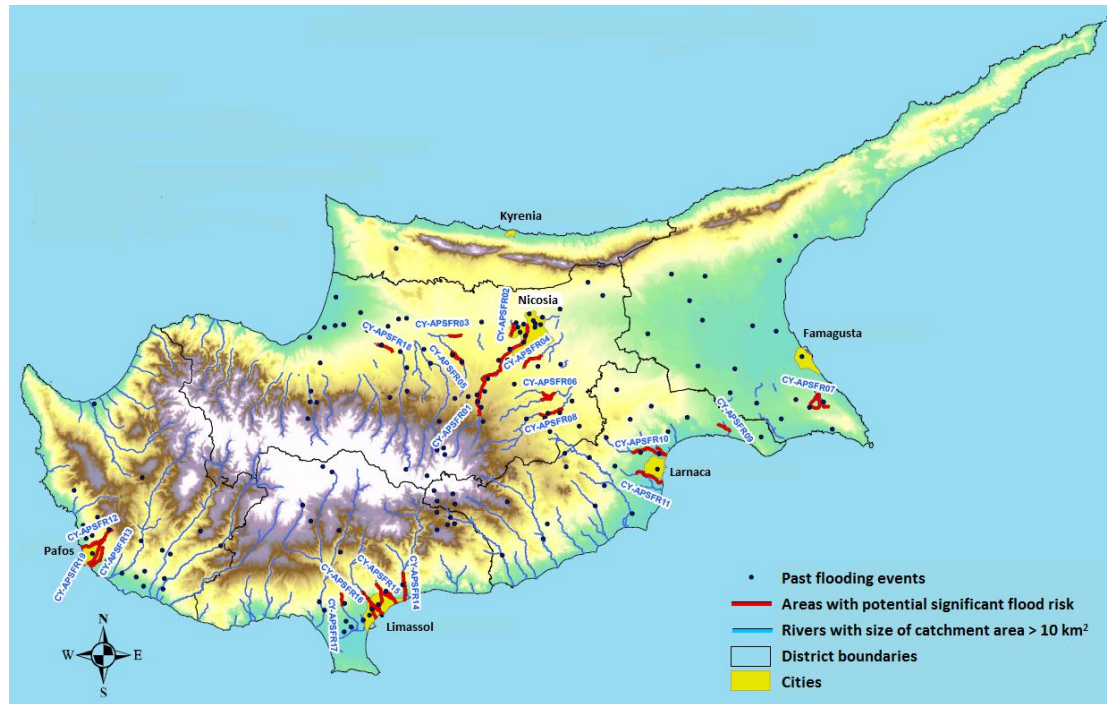 Kyrenia
CY-APSFR02
Nicosia
CY-APSFR03
CY-APSFR18
CY-APSFR04
Famagusta
CY-APSFR05
CY-APSFR06
CY-APSFR07
CY-APSFR01
CY-APSFR08
CY-APSFR09
CY-APSFR10
Larnaca
CY-APSFR11
CY-APSFR12
CY-APSFR13
Pafos
CY-APSFR19
CY-APSFR16
CY-APSFR15
CY-APSFR14
CY-APSFR17
Limassol
N
W E
S
Past flooding events
Areas with potential significant flood risk
Rivers with size of catchment area > 10 km²
District boundaries
Cities